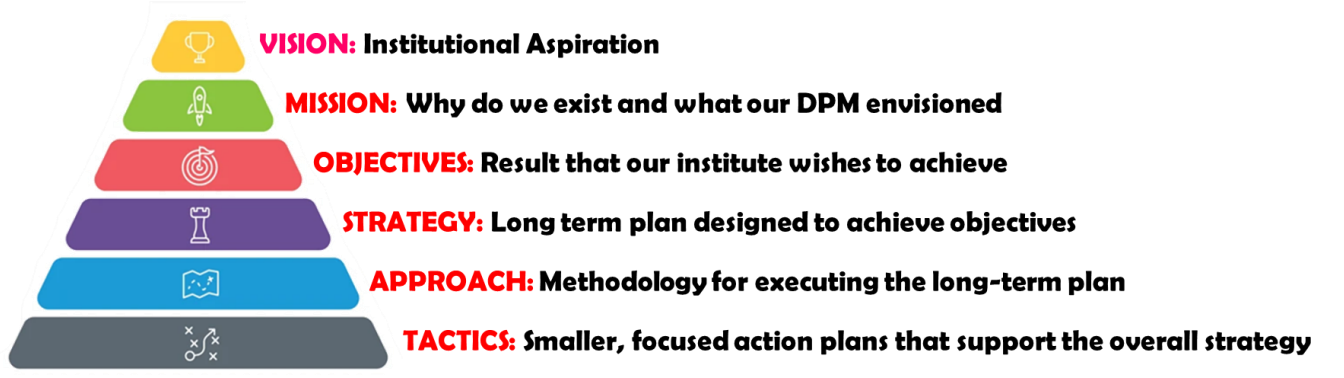 VISION: Institutional Aspiration
MISSION: Why do we exist and what our DPM envisioned
OBJECTIVES: Result that our institute wishes to achieve
STRATEGY: Long term plan designed to achieve objectives
APPROACH: Methodology for executing the long-term plan
TACTICS: Smaller, focused action plans that support the overall strategy